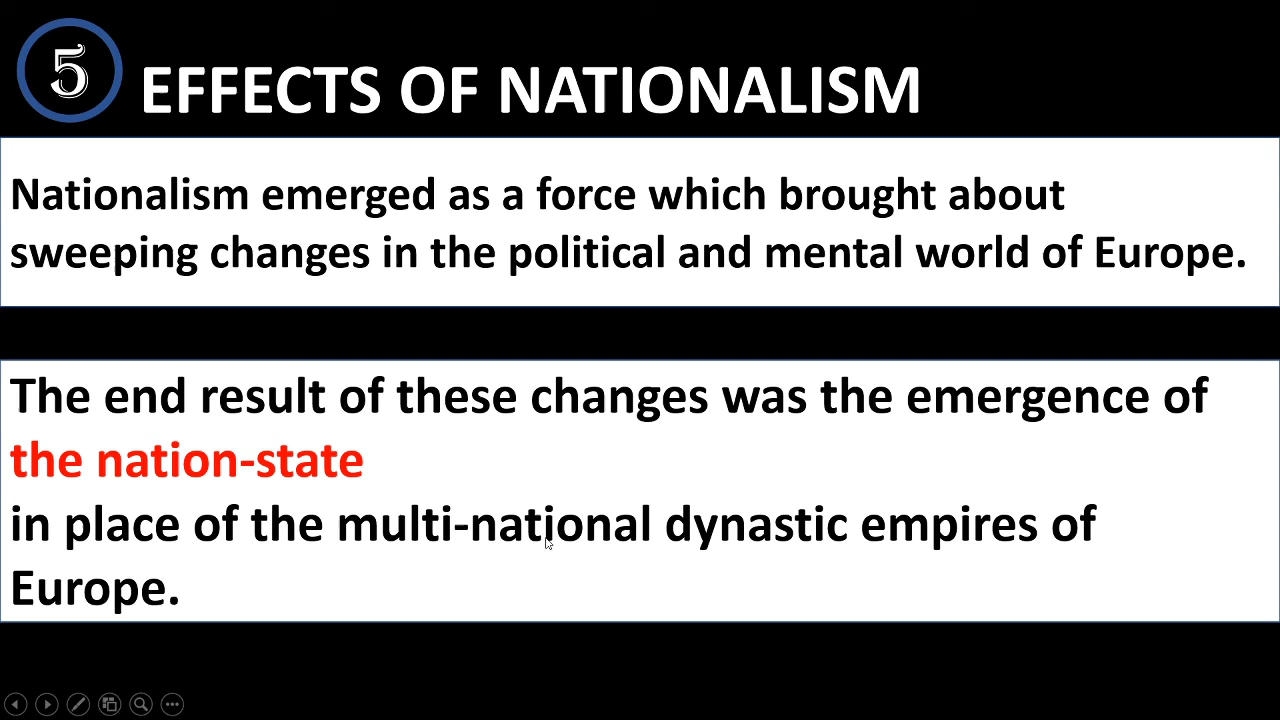 5
EFFECTS OF NATIONALISM
Nationalism emerged as a force which brought about
sweeping changes in the political and mental world of Europe.
The end result of these changes was the emergence of
the nation-state
in place of the multi-national dynastic empires of
Europe.